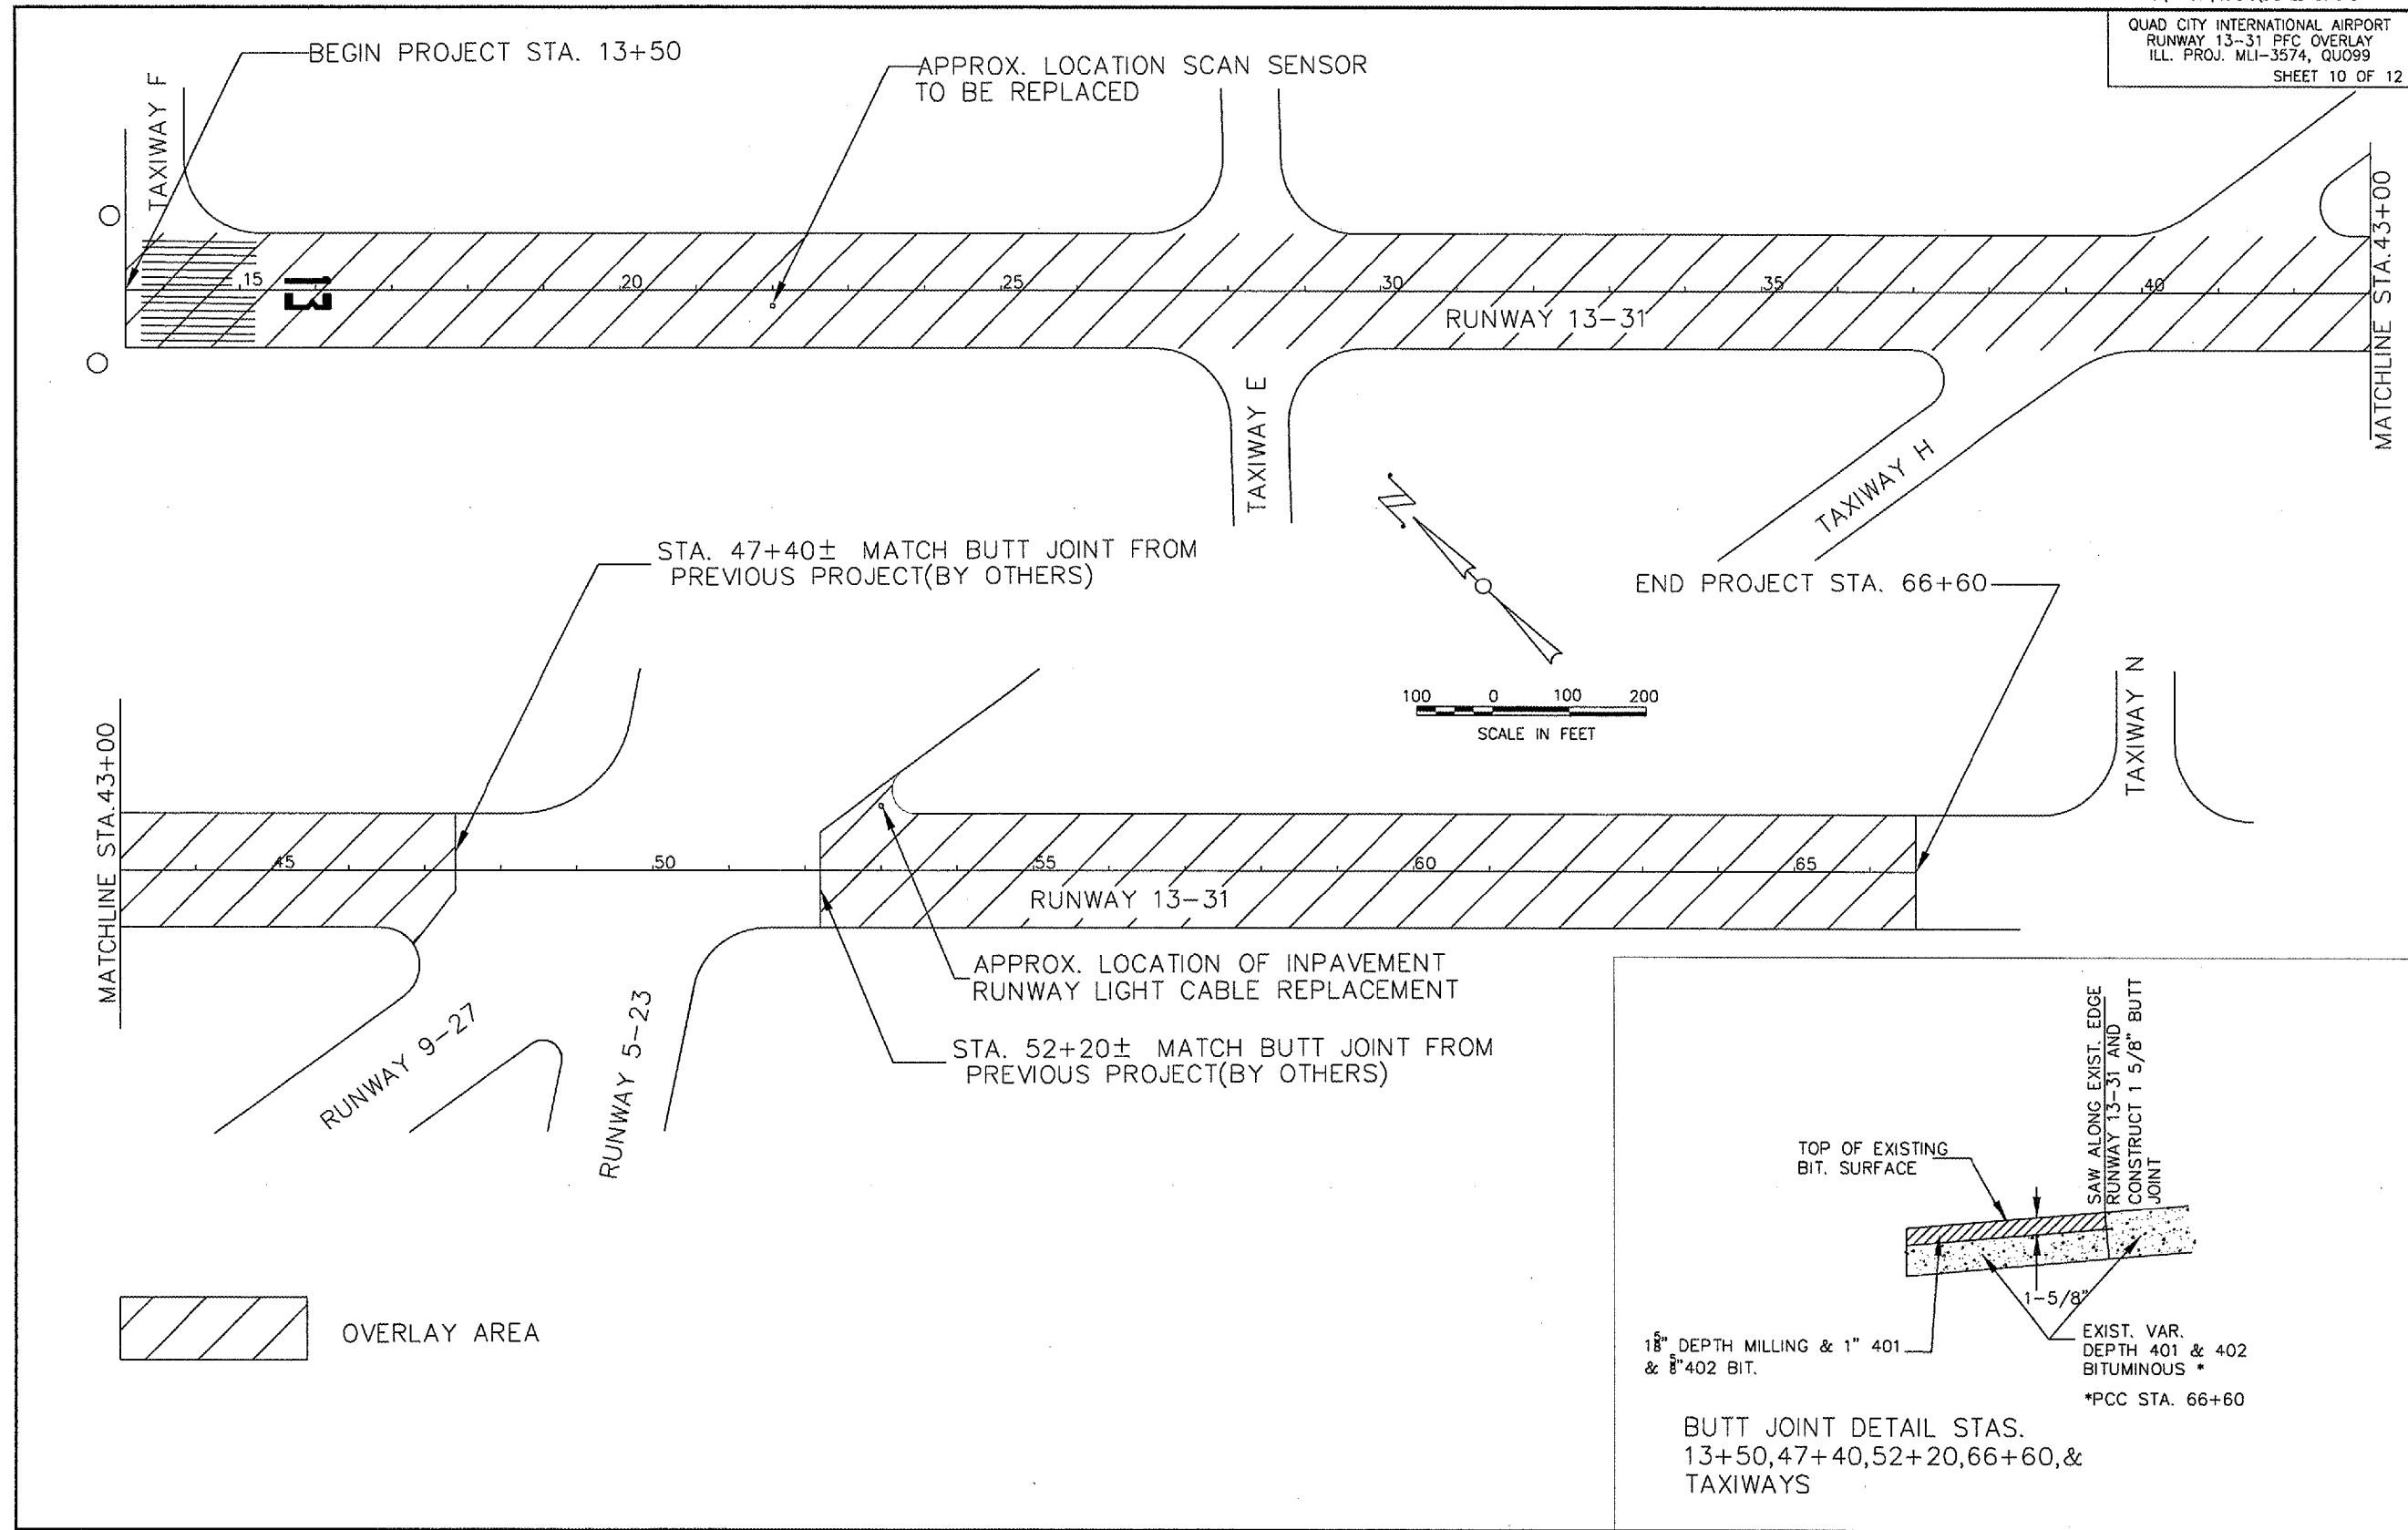 QUAD CITY INTERNATIONAL AIRPORT
RUNWAY 13-31 PFC OVERLAY
ILL. PROJ. MLI-3574, QU099
SHEET 10 OF 12
BEGIN PROJECT STA. 13+50
APPROX. LOCATION SCAN SENSOR
TO BE REPLACED
TAXIWAY F
15
13
20
25
30
35
40
RUNWAY 13-31
MATCHLINE STA.43+00
TAXIWAY E
TAXIWAY H
N
STA. 47+40± MATCH BUTT JOINT FROM
PREVIOUS PROJECT(BY OTHERS)
END PROJECT STA. 66+60
100 0 100 200
SCALE IN FEET
TAXIWAY N
MATCHLINE STA.43+00
45
50
55
60
65
RUNWAY 13-31
APPROX. LOCATION OF INPAVEMENT
RUNWAY LIGHT CABLE REPLACEMENT
STA. 52+20± MATCH BUTT JOINT FROM
PREVIOUS PROJECT(BY OTHERS)
RUNWAY 9-27
RUNWAY 5-23
OVERLAY AREA
SAW ALONG EXIST. EDGE
RUNWAY 13-31 AND
CONSTRUCT 1 5/8" BUTT
JOINT
TOP OF EXISTING
BIT. SURFACE
1-5/8"
1⅝" DEPTH MILLING & 1" 401
& ⅝"402 BIT.
EXIST. VAR.
DEPTH 401 & 402
BITUMINOUS *
*PCC STA. 66+60
BUTT JOINT DETAIL STAS.
13+50,47+40,52+20,66+60,&
TAXIWAYS